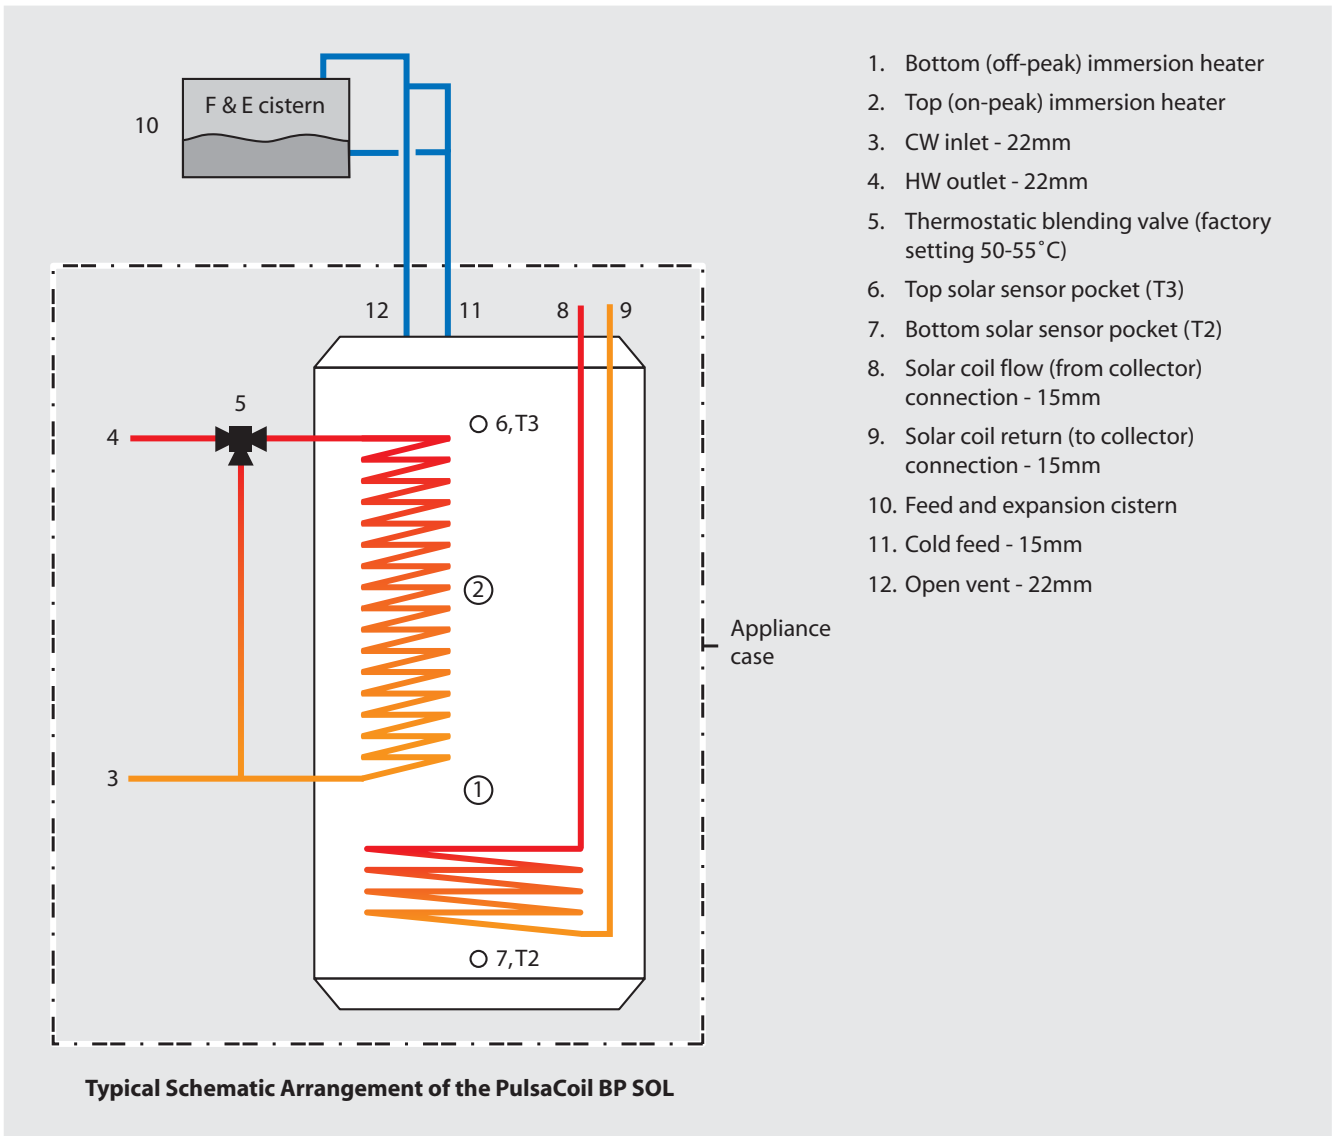 F & E cistern
10
12
11
8
9
5
4
6,T3
2
3
1
7,T2
Appliance
case
1. Bottom (off-peak) immersion heater
2. Top (on-peak) immersion heater
3. CW inlet - 22mm
4. HW outlet - 22mm
5. Thermostatic blending valve (factory
setting 50-55˚C)
6. Top solar sensor pocket (T3)
7. Bottom solar sensor pocket (T2)
8. Solar coil flow (from collector)
connection - 15mm
9. Solar coil return (to collector)
connection - 15mm
10. Feed and expansion cistern
11. Cold feed - 15mm
12. Open vent - 22mm
Typical Schematic Arrangement of the PulsaCoil BP SOL